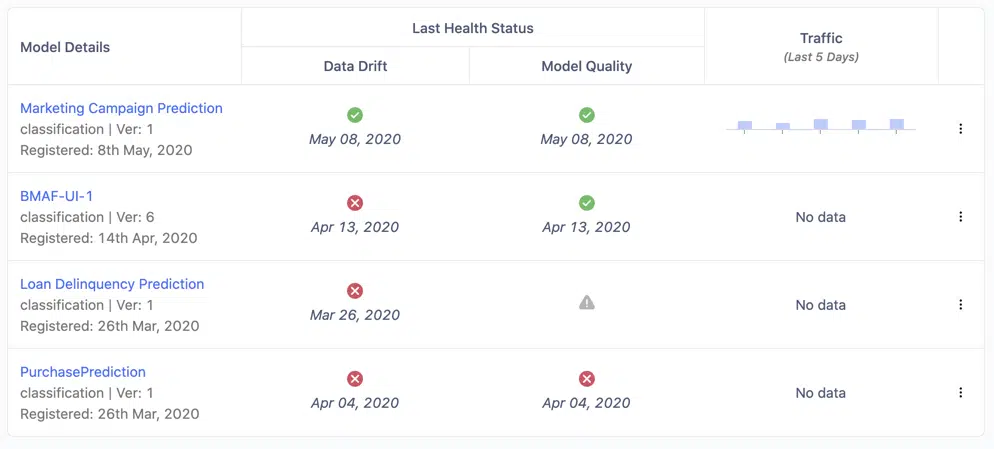 Model Details
Last Health Status
Traffic
(Last 5 Days)
Data Drift
Model Quality
Marketing Campaign Prediction
classification | Ver: 1
Registered: 8th May, 2020
May 08, 2020
May 08, 2020
BMAF-UI-1
classification | Ver: 6
Registered: 14th Apr, 2020
Apr 13, 2020
Apr 13, 2020
No data
Loan Delinquency Prediction
classification | Ver: 1
Registered: 26th Mar, 2020
Mar 26, 2020
No data
PurchasePrediction
classification | Ver: 1
Registered: 26th Mar, 2020
Apr 04, 2020
Apr 04, 2020
No data